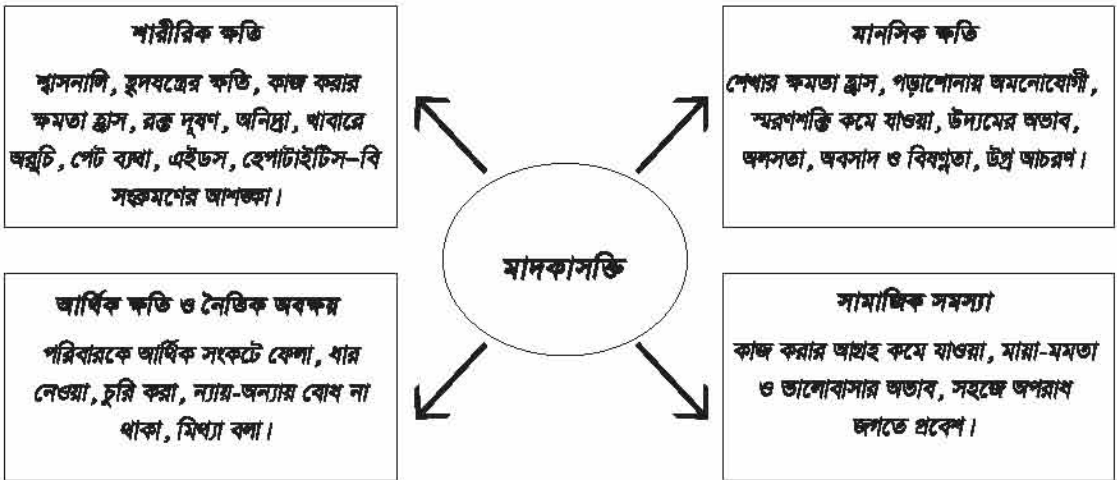 শারীরিক ক্ষতি
শ্বাসনালি, হৃদযন্ত্রের ক্ষতি, কাজ করার
ক্ষমতা হ্রাস, রক্ত দূষণ, অনিদ্রা, খাবারে
অরুচি, পেট ব্যথা, এইডস, হেপাটাইটিস–বি
সংক্রমণের আশঙ্কা।
মানসিক ক্ষতি
শেখার ক্ষমতা হ্রাস, পড়াশোনায় অমনোযোগী,
স্মরণশক্তি কমে যাওয়া, উদ্যমের অভাব,
অলসতা, অবসাদ ও বিষণ্নতা, উগ্র আচরণ।
মাদকাসক্তি
আর্থিক ক্ষতি ও নৈতিক অবক্ষয়
পরিবারকে আর্থিক সংকটে ফেলা, ধার
নেওয়া, চুরি করা, ন্যায়-অন্যায় বোধ না
থাকা, মিথ্যা বলা।
সামাজিক সমস্যা
কাজ করার আগ্রহ কমে যাওয়া, মায়া-মমতা
ও ভালোবাসার অভাব, সহজে অপরাধ
জগতে প্রবেশ।